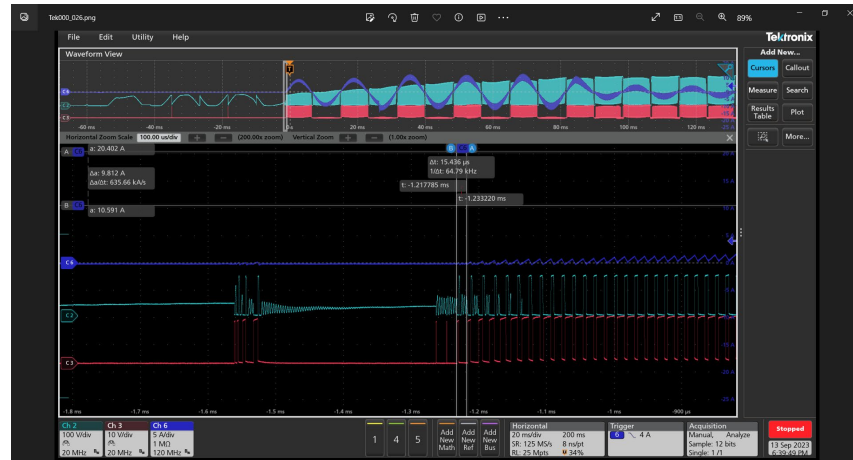 Tek000_026.png
89%
File Edit Utility Help
Tektronix
Waveform View
Add New...
Cursors Callout
Measure Search
Results Table Plot
More...
C6
C2
C3
-60 ms -40 ms -20 ms 0 s 20 ms 40 ms 60 ms 80 ms 100 ms 120 ms
Horizontal Zoom Scale 100.00 us/div (200.00x zoom) Vertical Zoom (1.00x zoom)
A C6 a: 20.402 A
B A
Δt: 15.436 µs
1/Δt: 64.79 kHz
Δa: 9.812 A
Δa/Δt: 635.66 kA/s
t: -1.217785 ms
t: -1.233220 ms
B C6 a: 10.591 A
C6
C2
C3
-1.8 ms -1.7 ms -1.6 ms -1.5 ms -1.4 ms -1.3 ms -1.2 ms -1.1 ms -1 ms -900 µs
Ch 2
100 V/div
20 MHz
Ch 3
10 V/div
20 MHz
Ch 6
5 A/div
1 MΩ
120 MHz
1 4 5
Add New Math
Add New Ref
Add New Bus
Horizontal
20 ms/div 200 ms
SR: 125 MS/s 8 ns/pt
RL: 25 Mpts 34%
Trigger
6 4 A
Acquisition
Manual, Analyze
Sample: 12 bits
Single: 1 /1
Stopped
13 Sep 2023
6:39:49 PM